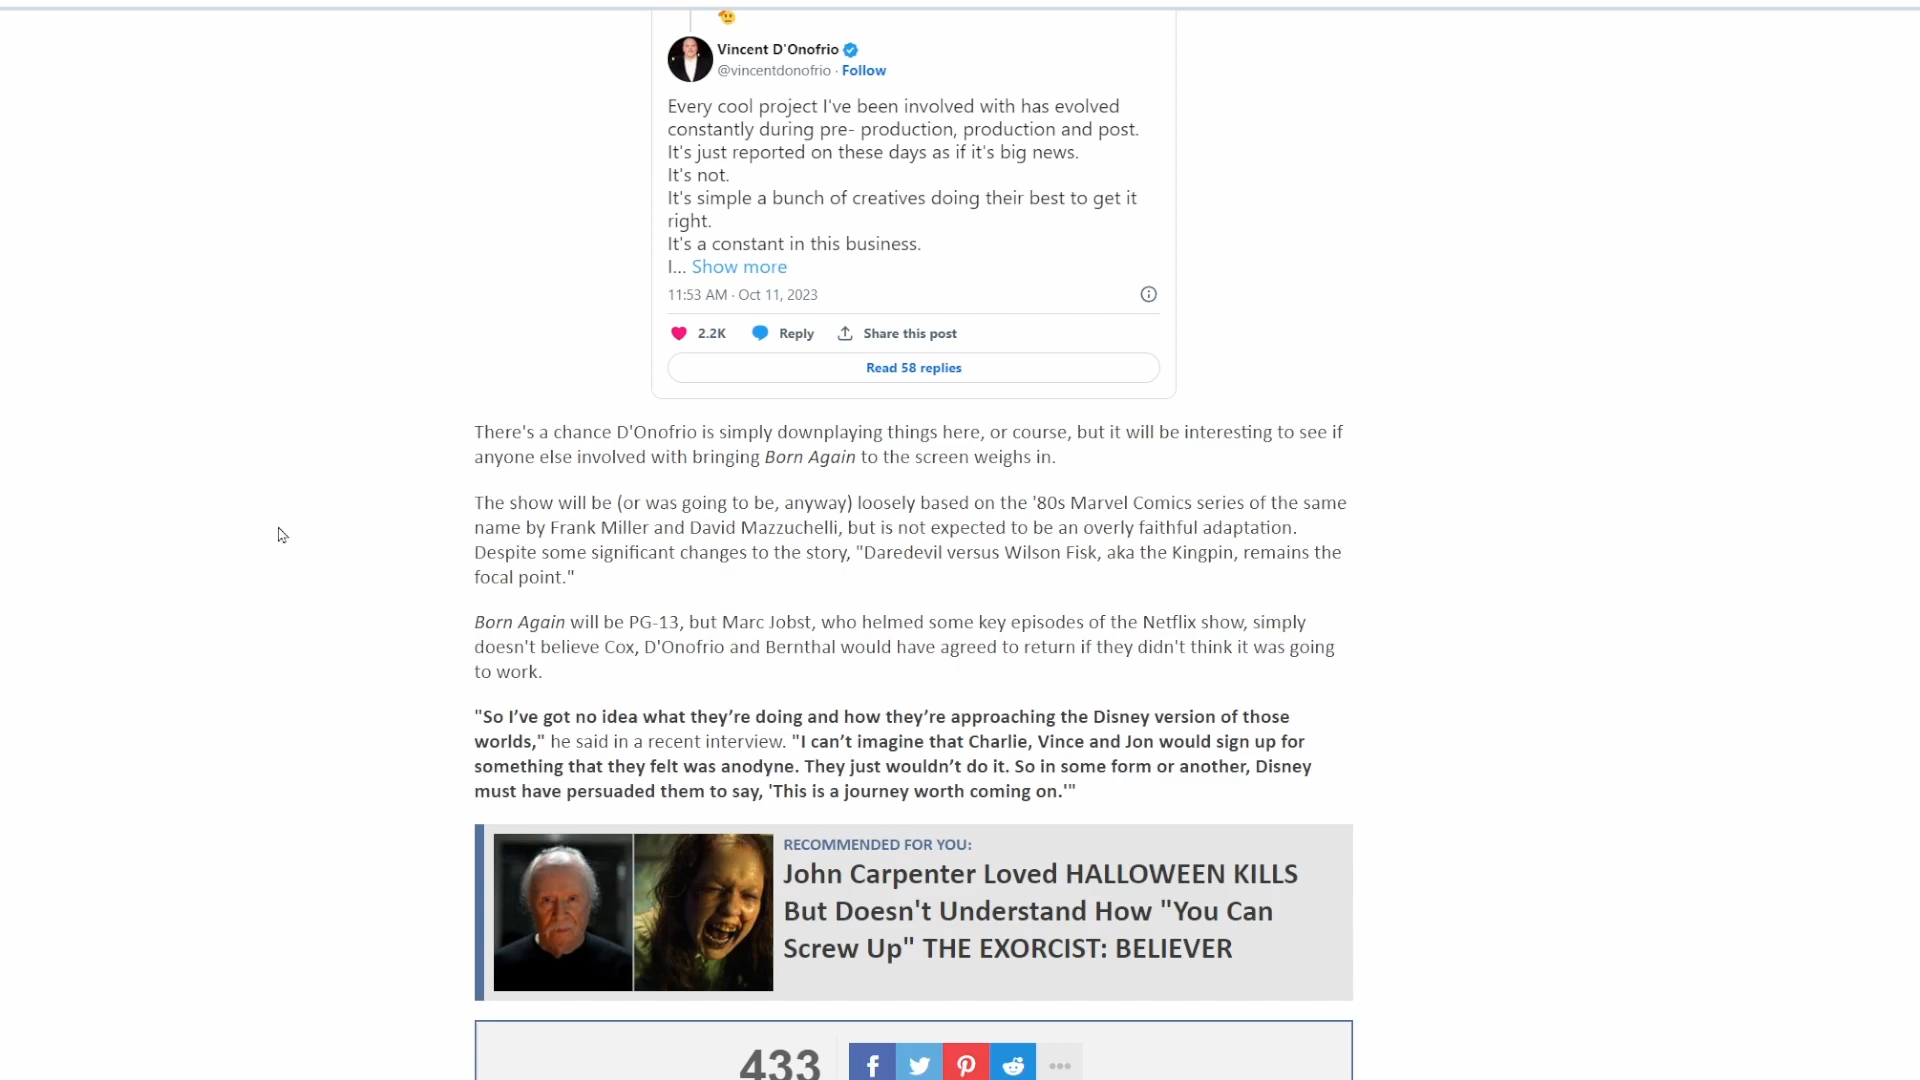 Vincent D'Onofrio
@vincentdonofrio · Follow
Every cool project I've been involved with has evolved
constantly during pre- production, production and post.
It's just reported on these days as if it's big news.
It's not.
It's simple a bunch of creatives doing their best to get it
right.
It's a constant in this business.
I... Show more
11:53 AM · Oct 11, 2023
2.2K Reply Share this post
Read 58 replies
There's a chance D'Onofrio is simply downplaying things here, or course, but it will be interesting to see if
anyone else involved with bringing Born Again to the screen weighs in.
The show will be (or was going to be, anyway) loosely based on the '80s Marvel Comics series of the same
name by Frank Miller and David Mazzuchelli, but is not expected to be an overly faithful adaptation.
Despite some significant changes to the story, "Daredevil versus Wilson Fisk, aka the Kingpin, remains the
focal point."
Born Again will be PG-13, but Marc Jobst, who helmed some key episodes of the Netflix show, simply
doesn't believe Cox, D'Onofrio and Bernthal would have agreed to return if they didn't think it was going
to work.
"So I’ve got no idea what they’re doing and how they’re approaching the Disney version of those
worlds," he said in a recent interview. "I can’t imagine that Charlie, Vince and Jon would sign up for
something that they felt was anodyne. They just wouldn’t do it. So in some form or another, Disney
must have persuaded them to say, 'This is a journey worth coming on.'"
RECOMMENDED FOR YOU:
John Carpenter Loved HALLOWEEN KILLS
But Doesn't Understand How "You Can
Screw Up" THE EXORCIST: BELIEVER
433